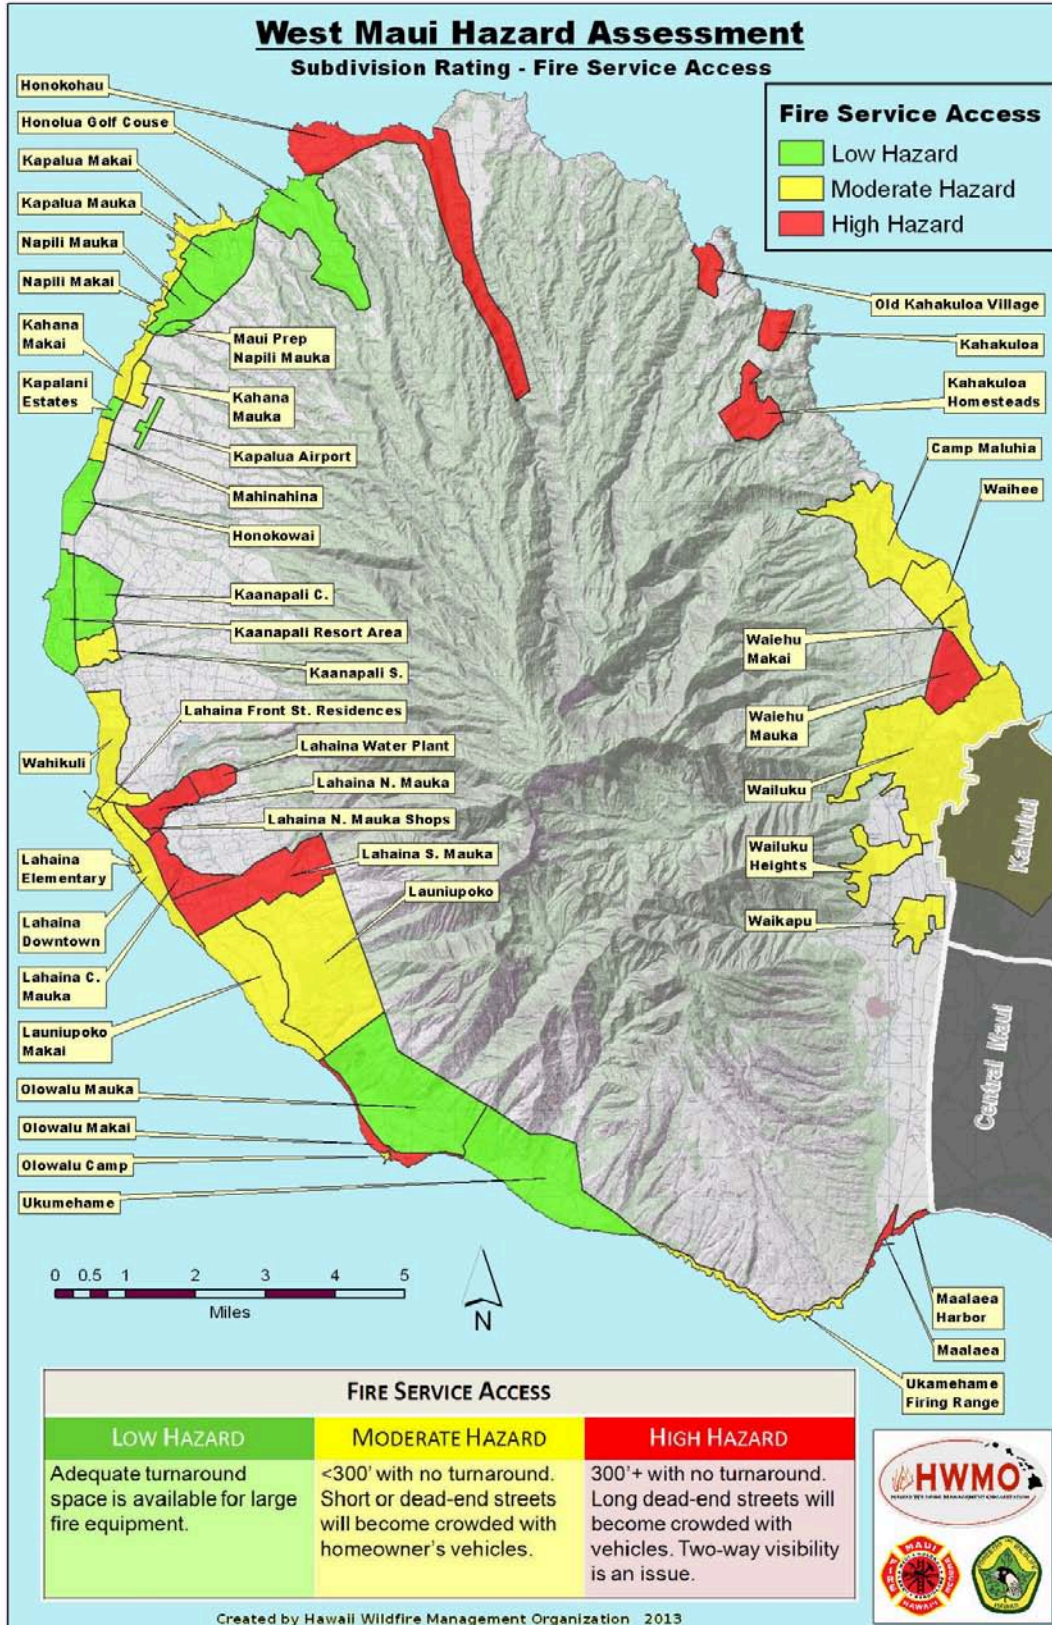 West Maui Hazard Assessment
Subdivision Rating - Fire Service Access
Fire Service Access
Low Hazard
Moderate Hazard
High Hazard
Honokohau
Honolua Golf Couse
Kapalua Makai
Kapalua Mauka
Napili Mauka
Napili Makai
Kahana
Makai
Kapalani
Estates
Maui Prep
Napili Mauka
Kahana
Mauka
Kapalua Airport
Mahinahina
Honokowai
Kaanapali C.
Kaanapali Resort Area
Kaanapali S.
Lahaina Front St. Residences
Lahaina Water Plant
Lahaina N. Mauka
Lahaina N. Mauka Shops
Lahaina S. Mauka
Launiupoko
Wahikuli
Lahaina
Elementary
Lahaina
Downtown
Lahaina C.
Mauka
Launiupoko
Makai
Olowalu Mauka
Olowalu Makai
Olowalu Camp
Ukumehame
Old Kahakuloa Village
Kahakuloa
Kahakuloa
Homesteads
Camp Maluhia
Waihee
Waiehu
Makai
Waiehu
Mauka
Wailuku
Wailuku
Heights
Waikapu
Kahului
Central Maui
Maalaea
Harbor
Maalaea
Ukamehame
Firing Range
0 0.5 1 2 3 4 5
Miles
N
FIRE SERVICE ACCESS
LOW HAZARD
Adequate turnaround
space is available for large
fire equipment.
MODERATE HAZARD
<300' with no turnaround.
Short or dead-end streets
will become crowded with
homeowner's vehicles.
HIGH HAZARD
300'+ with no turnaround.
Long dead-end streets will
become crowded with
vehicles. Two-way visibility
is an issue.
HWMO
MAUI
FIRE
HAWAII
Created by Hawaii Wildfire Management Organization 2013